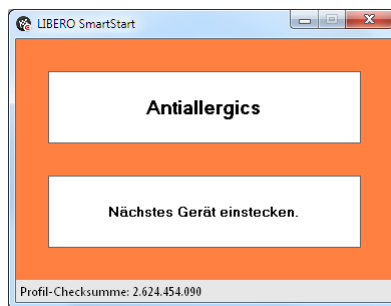 LIBERO SmartStart
Antiallergics
Nächstes Gerät einstecken.
Profil-Checksumme: 2.624.454.090